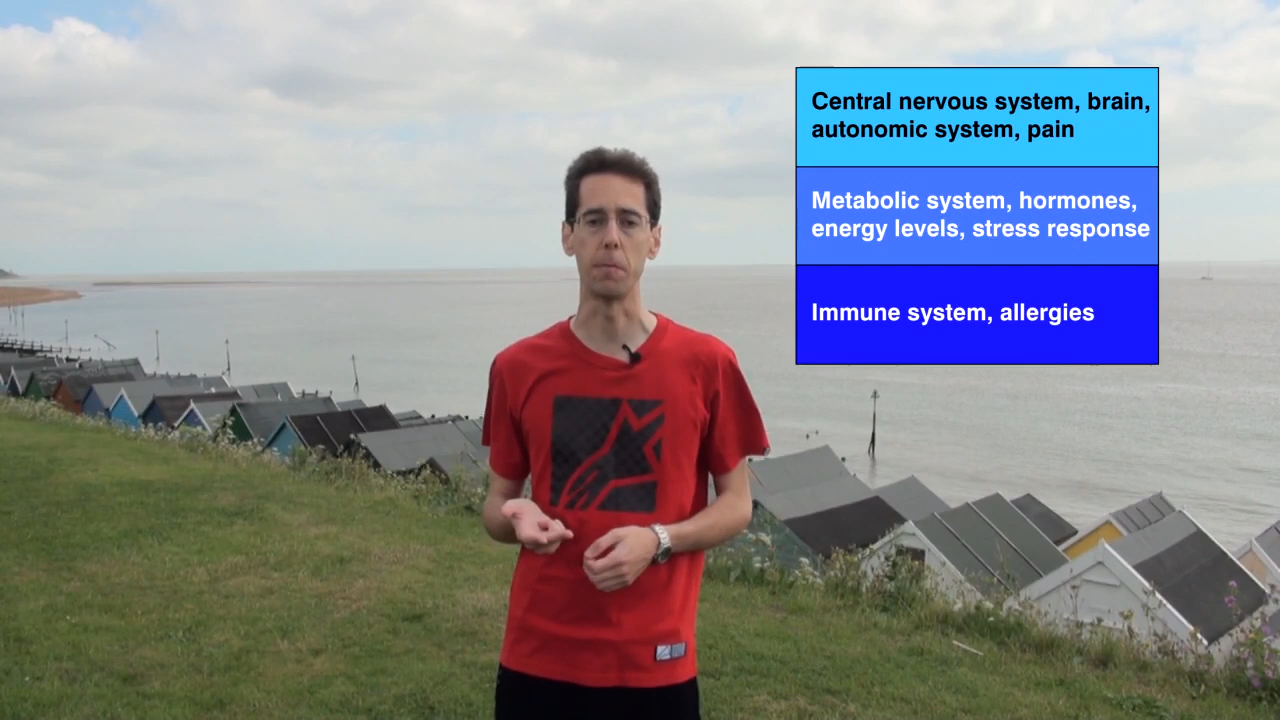 Central nervous system, brain,
autonomic system, pain
Metabolic system, hormones,
energy levels, stress response
Immune system, allergies